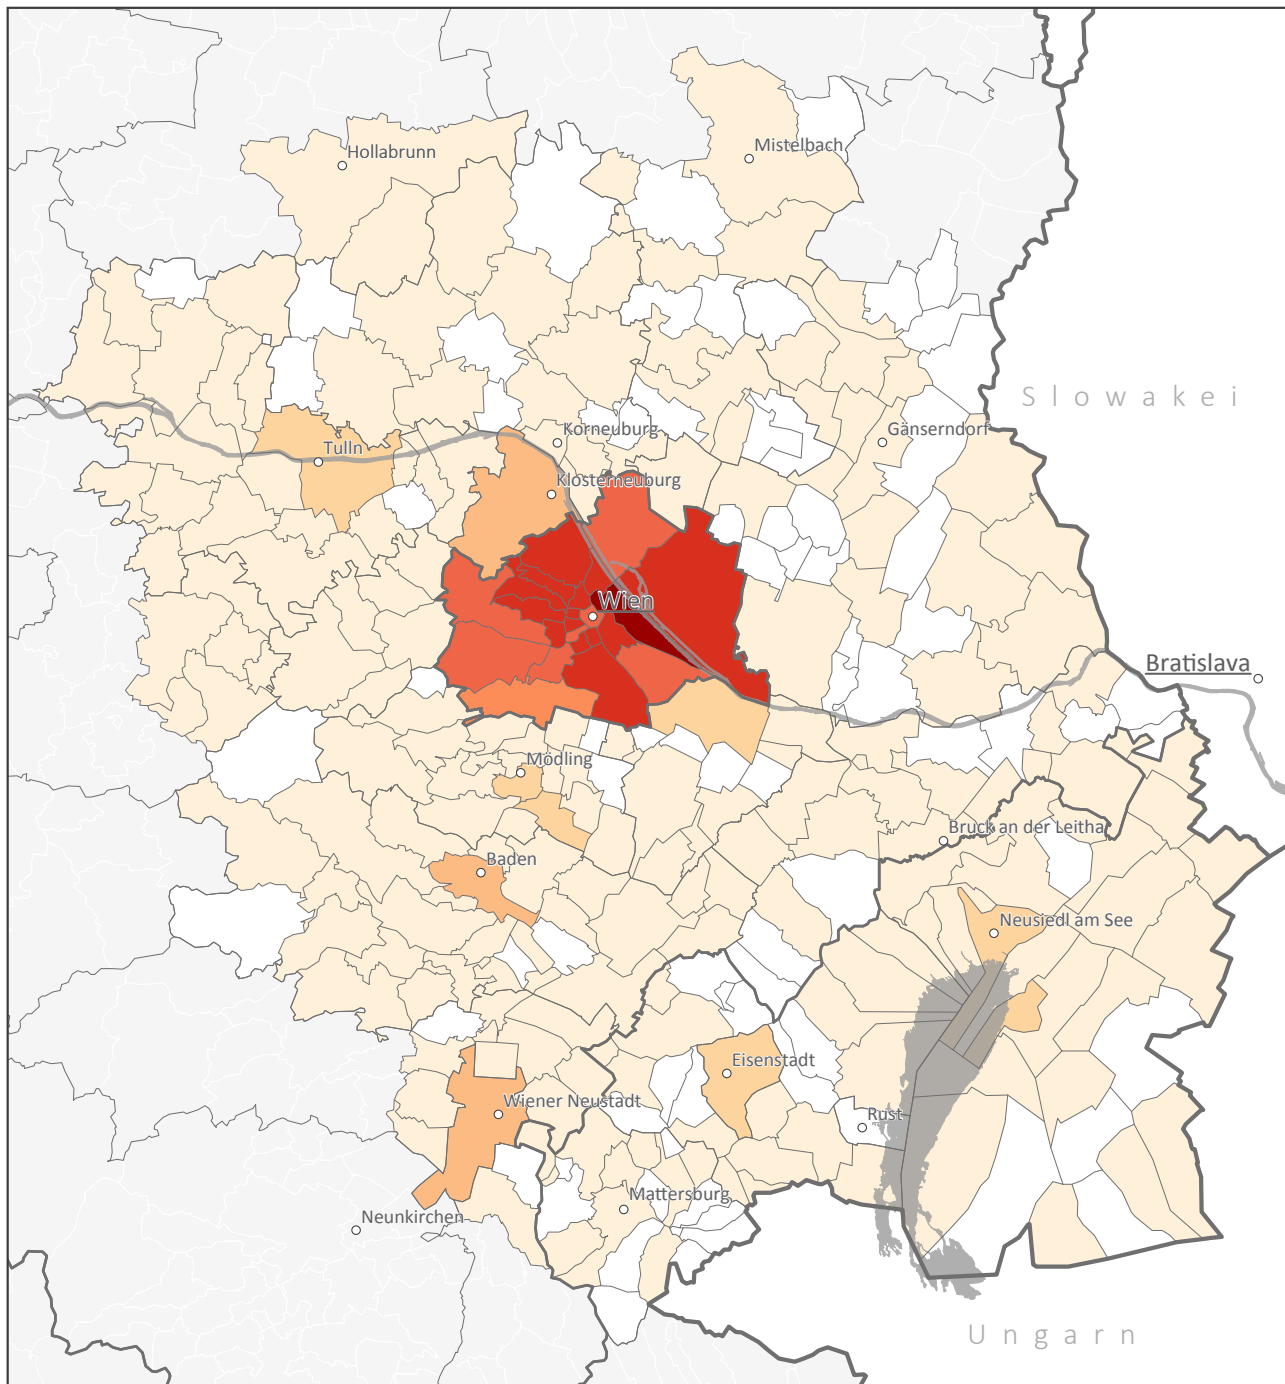 Hollabrunn
Mistelbach
Slowakei
Korneuburg
Gänserndorf
Tulln
Klosterneuburg
Wien
Bratislava
Mödling
Bruck an der Leitha
Baden
Neusiedl am See
Eisenstadt
Wiener Neustadt
Rust
Mattersburg
Neunkirchen
Ungarn